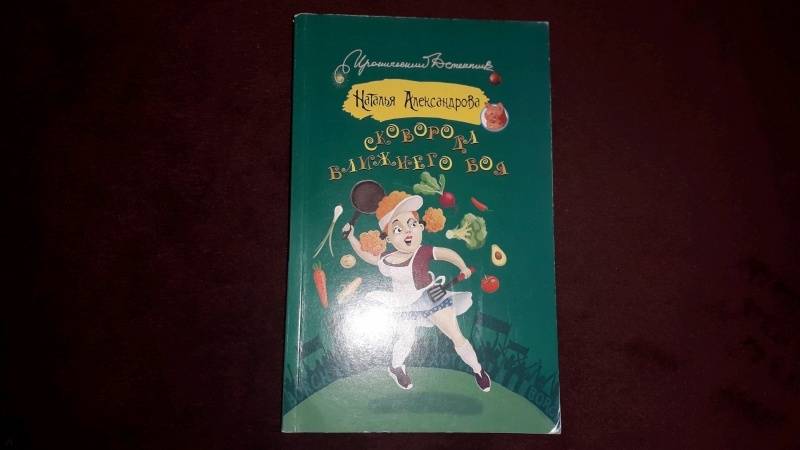 Иронический Детектив
Наталья Александрова
СКОВОРОДА
БЛИЖНЕГО БОЯ